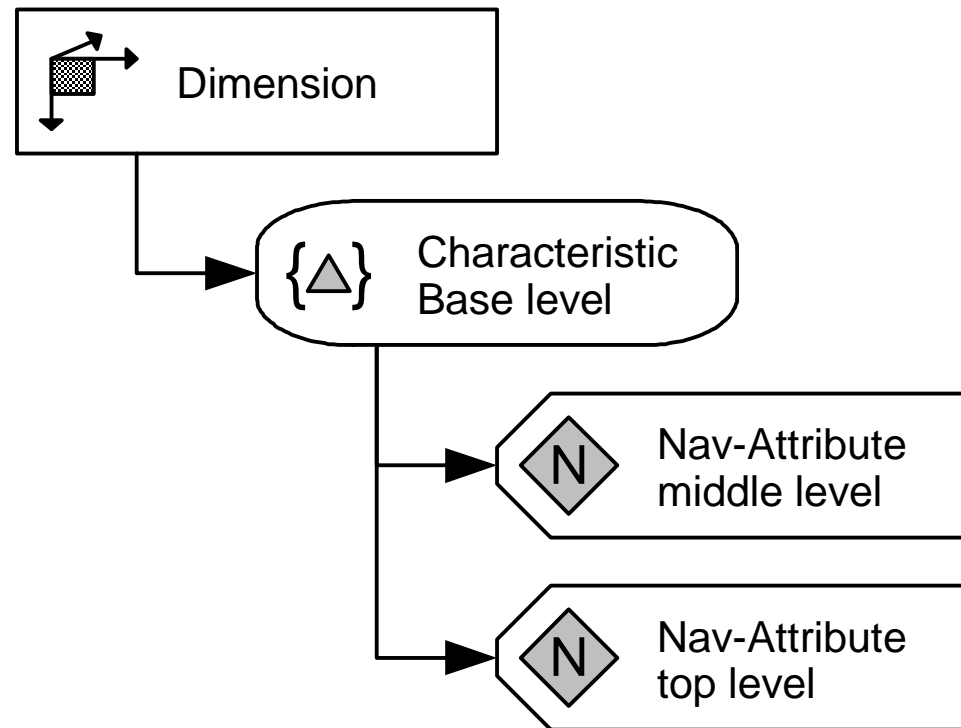 Dimension
{ }
Characteristic
Base level
N
Nav-Attribute
middle level
N
Nav-Attribute
top level